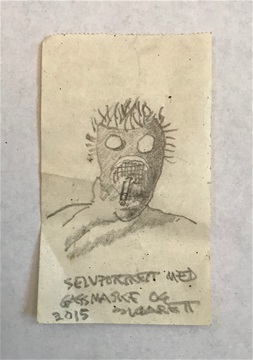 SELVPORTRETT MED
GASSMASKE OG
2015 SIGARETT